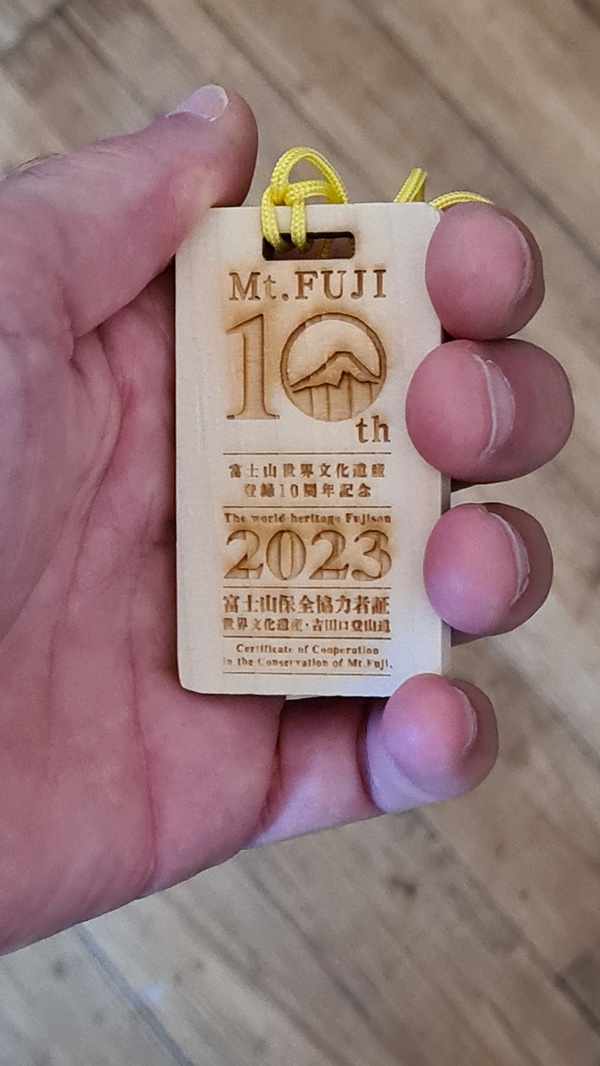 Mt.FUJI
10th
富士山世界文化遺産
登録10周年記念
The world heritage Fujisan
2023
富士山保全協力者証
世界文化遺産・吉田口登山道
Certificate of Cooperation
in the Conservation of Mt.Fuji.